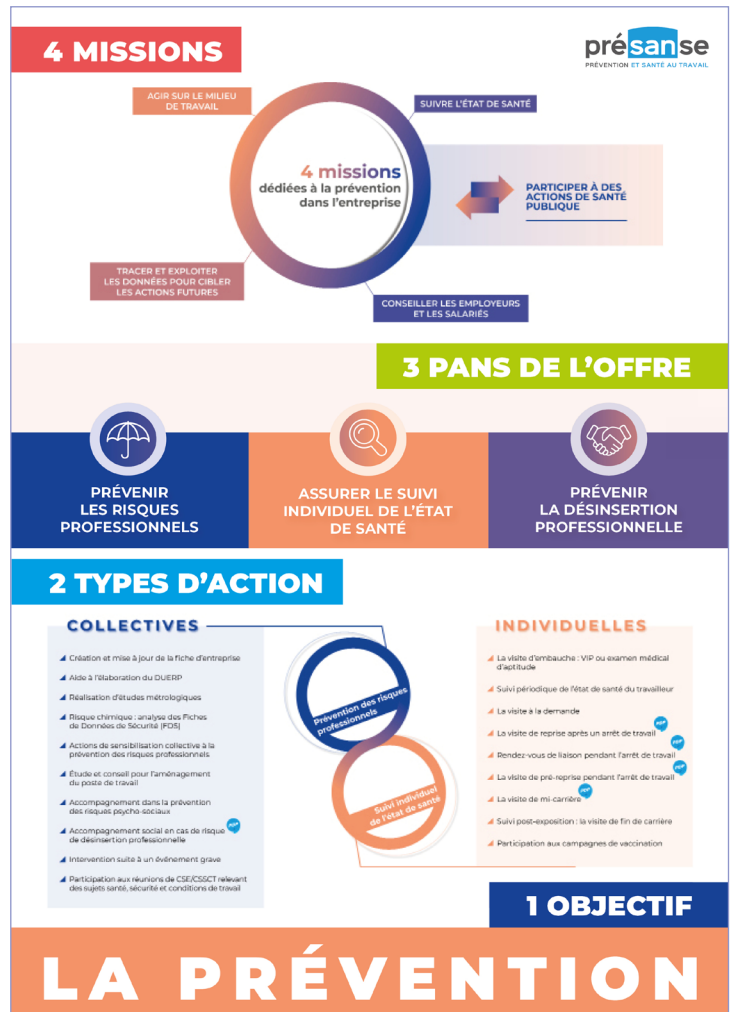 4 MISSIONS
présanse
PRÉVENTION ET SANTÉ AU TRAVAIL
AGIR SUR LE MILIEU
DE TRAVAIL
SUIVRE L'ÉTAT DE SANTÉ
4 missions
dédiées à la prévention
dans l'entreprise
PARTICIPER À DES
ACTIONS DE SANTÉ
PUBLIQUE
TRACER ET EXPLOITER
LES DONNÉES POUR CIBLER
LES ACTIONS FUTURES
CONSEILLER LES EMPLOYEURS
ET LES SALARIÉS
3 PANS DE L'OFFRE
PRÉVENIR
LES RISQUES
PROFESSIONNELS
ASSURER LE SUIVI
INDIVIDUEL DE L'ÉTAT
DE SANTÉ
PRÉVENIR
LA DÉSINSERTION
PROFESSIONNELLE
2 TYPES D'ACTION
COLLECTIVES
Création et mise à jour de la fiche d'entreprise
Aide à l'élaboration du DUERP
Réalisation d'études métrologiques
Risque chimique : analyse des Fiches
de Données de Sécurité (FDS)
Actions de sensibilisation collective à la
prévention des risques professionnels
Étude et conseil pour l'aménagement
du poste de travail
Accompagnement dans la prévention
des risques psycho-sociaux
Accompagnement social en cas de risque PDP
de désinsertion professionnelle
Intervention suite à un événement grave
Participation aux réunions de CSE/CSSCT relevant
des sujets santé, sécurité et conditions de travail
Prévention des risques
professionnels
Suivi individuel
de l'état de santé
INDIVIDUELLES
La visite d'embauche : VIP ou examen médical
d'aptitude
Suivi périodique de l'état de santé du travailleur
La visite à la demande
La visite de reprise après un arrêt de travail PDP
Rendez-vous de liaison pendant l'arrêt de travail PDP
La visite de pré-reprise pendant l'arrêt de travail PDP
La visite de mi-carrière PDP
Suivi post-exposition : la visite de fin de carrière
Participation aux campagnes de vaccination
1 OBJECTIF
LA PRÉVENTION